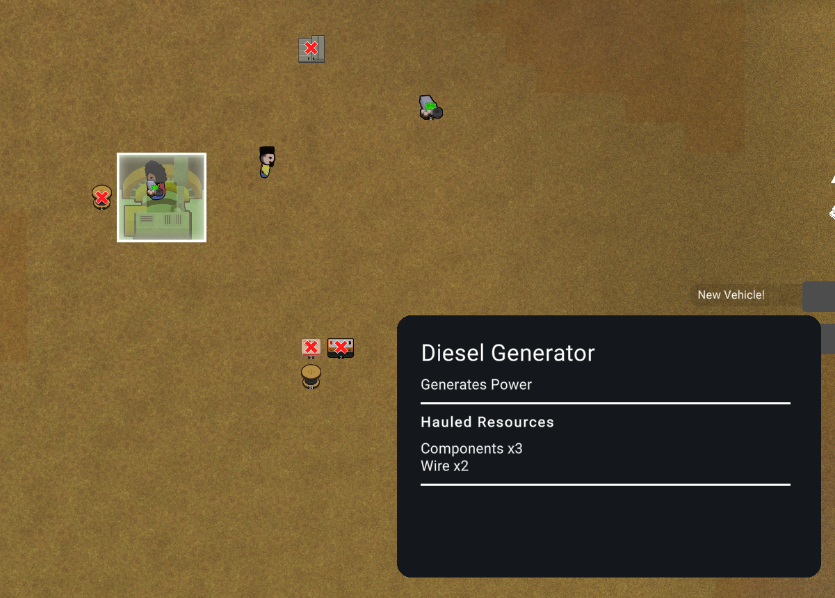 New Vehicle!
Diesel Generator
Generates Power
Hauled Resources
Components x3
Wire x2